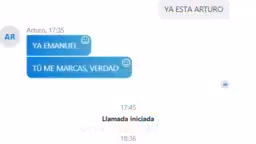 YA ESTA ARTURO
Arturo, 17:35
AR
YA EMANUEL
TÚ ME MARCAS, VERDAD
17:45
Llamada iniciada
18:36